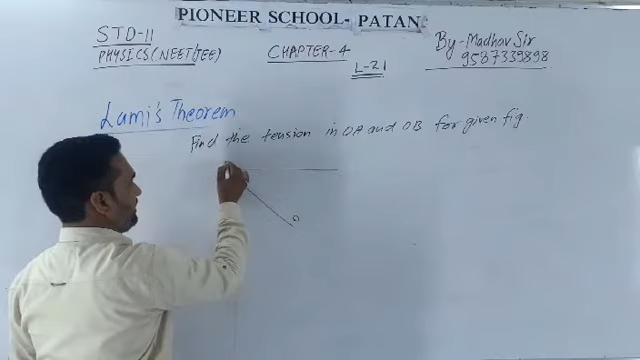 PIONEER SCHOOL- PATAN
STD-11
PHYSICS(NEET/JEE)
CHAPTER-4
L-21
By-Madhav Sir
9537339898
Lami's Theorem
Find the tension in OA and OB for given fig.
O